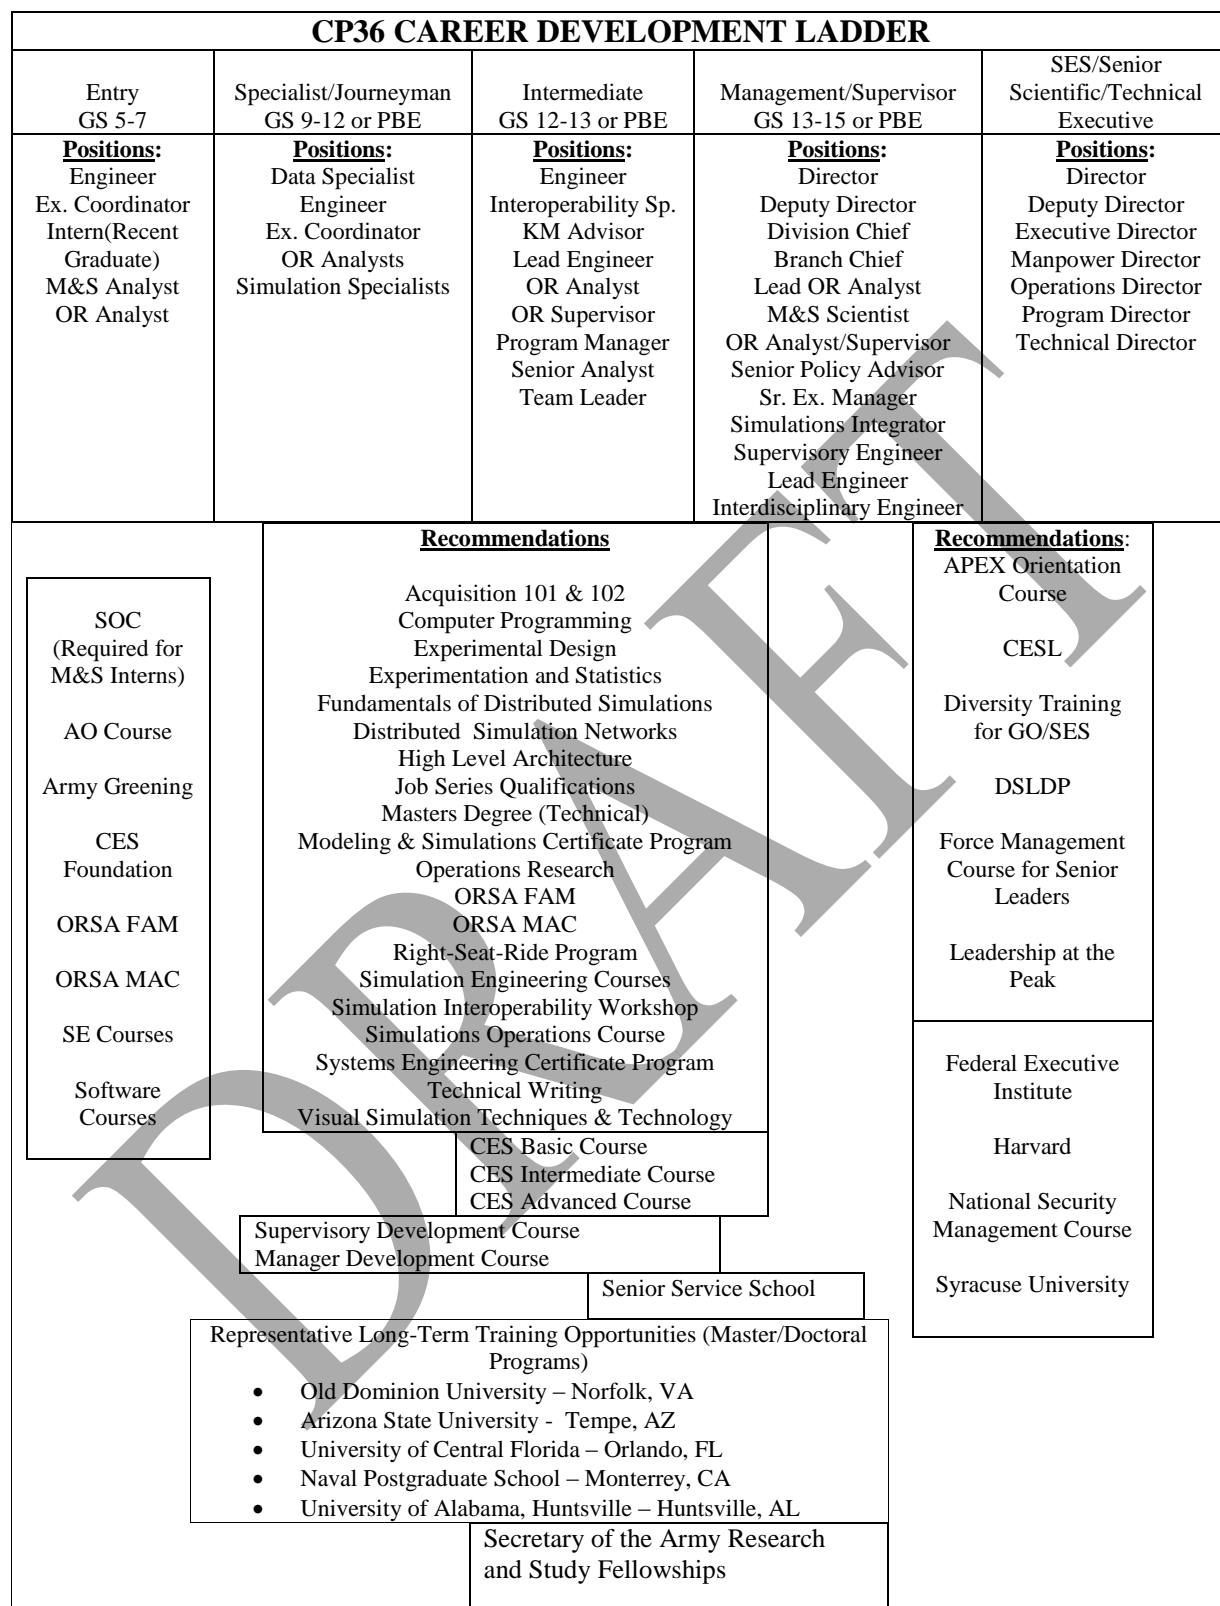 CP36 CAREER DEVELOPMENT LADDER
Entry
GS 5-7
Specialist/Journeyman
GS 9-12 or PBE
Intermediate
GS 12-13 or PBE
Management/Supervisor
GS 13-15 or PBE
SES/Senior
Scientific/Technical
Executive
Positions:
Engineer
Ex. Coordinator
Intern(Recent
Graduate)
M&S Analyst
OR Analyst
Positions:
Data Specialist
Engineer
Ex. Coordinator
OR Analysts
Simulation Specialists
Positions:
Engineer
Interoperability Sp.
KM Advisor
Lead Engineer
OR Analyst
OR Supervisor
Program Manager
Senior Analyst
Team Leader
Positions:
Director
Deputy Director
Division Chief
Branch Chief
Lead OR Analyst
M&S Scientist
OR Analyst/Supervisor
Senior Policy Advisor
Sr. Ex. Manager
Simulations Integrator
Supervisory Engineer
Lead Engineer
Interdisciplinary Engineer
Positions:
Director
Deputy Director
Executive Director
Manpower Director
Operations Director
Program Director
Technical Director
SOC
(Required for
M&S Interns)
AO Course
Army Greening
CES
Foundation
ORSA FAM
ORSA MAC
SE Courses
Software
Courses
Recommendations
Acquisition 101 & 102
Computer Programming
Experimental Design
Experimentation and Statistics
Fundamentals of Distributed Simulations
Distributed Simulation Networks
High Level Architecture
Job Series Qualifications
Masters Degree (Technical)
Modeling & Simulations Certificate Program
Operations Research
ORSA FAM
ORSA MAC
Right-Seat-Ride Program
Simulation Engineering Courses
Simulation Interoperability Workshop
Simulations Operations Course
Systems Engineering Certificate Program
Technical Writing
Visual Simulation Techniques & Technology
CES Basic Course
CES Intermediate Course
CES Advanced Course
Supervisory Development Course
Manager Development Course
Senior Service School
Recommendations:
APEX Orientation
Course
CESL
Diversity Training
for GO/SES
DSLDP
Force Management
Course for Senior
Leaders
Leadership at the
Peak
Federal Executive
Institute
Harvard
National Security
Management Course
Syracuse University
Representative Long-Term Training Opportunities (Master/Doctoral
Programs)
• Old Dominion University – Norfolk, VA
• Arizona State University - Tempe, AZ
• University of Central Florida – Orlando, FL
• Naval Postgraduate School – Monterrey, CA
• University of Alabama, Huntsville – Huntsville, AL
Secretary of the Army Research
and Study Fellowships
DRAFT